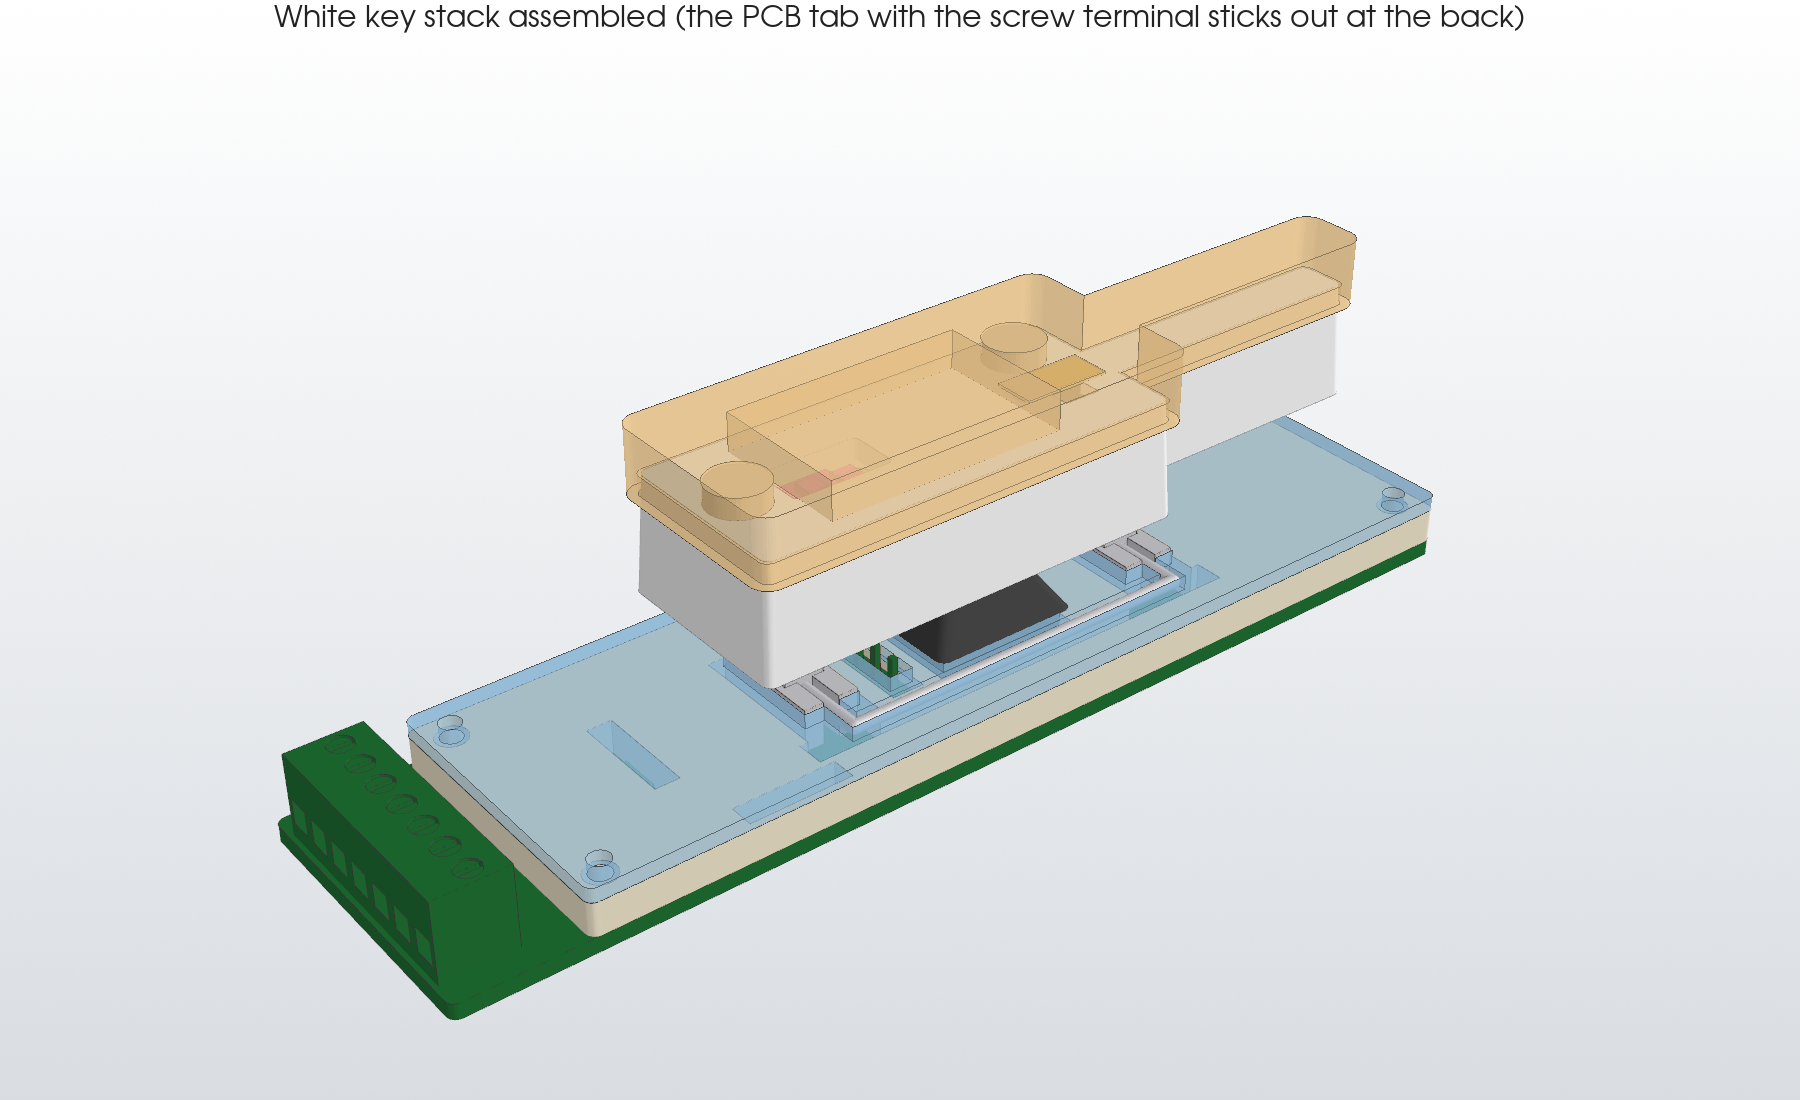 White key stack assembled (the PCB tab with the screw terminal sticks out at the back)